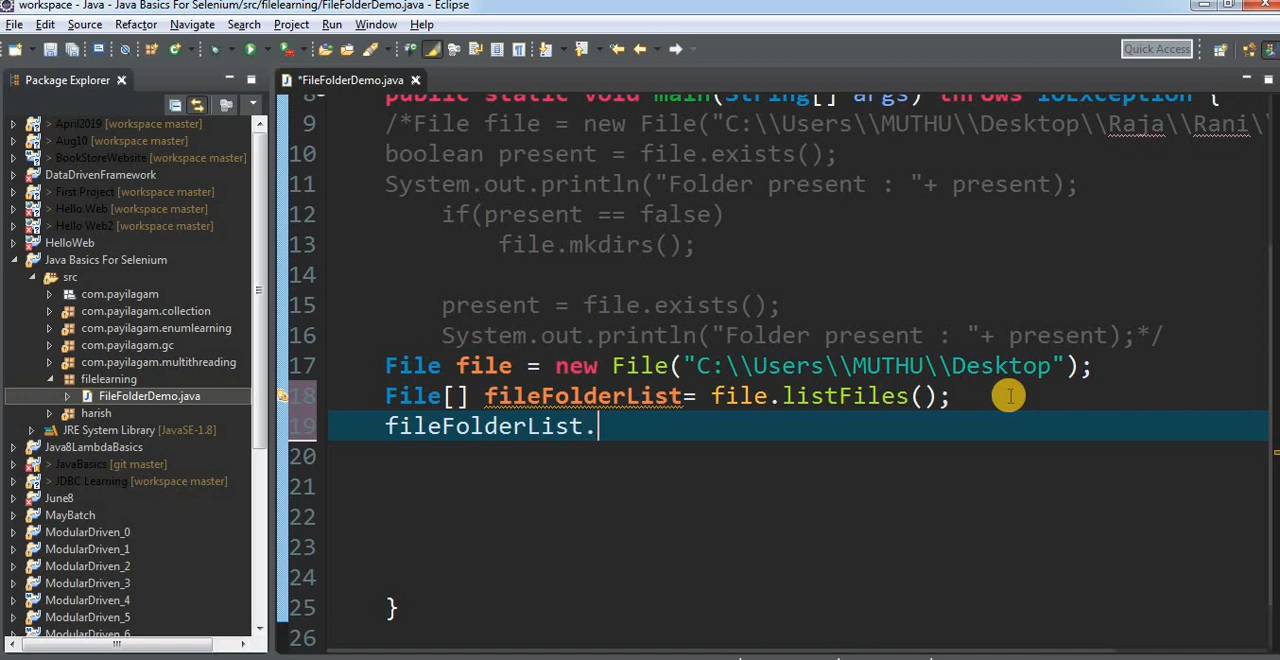 workspace - Java - Java Basics For Selenium/src/filelearning/FileFolderDemo.java - Eclipse
File Edit Source Refactor Navigate Search Project Run Window Help
Quick Access
Package Explorer
*FileFolderDemo.java
> April2019 [workspace master]
> Aug10 [workspace master]
> BookStoreWebsite [workspace master]
DataDrivenFramework
> First Project [workspace master]
> Hello Web [workspace master]
> Hello Web2 [workspace master]
HelloWeb
Java Basics For Selenium
src
com.payilagam
com.payilagam.collection
com.payilagam.enumlearning
com.payilagam.gc
com.payilagam.multithreading
filelearning
FileFolderDemo.java
harish
JRE System Library [JavaSE-1.8]
Java8LambdaBasics
> JavaBasics [git master]
> JDBC Learning [workspace master]
June8
MayBatch
ModularDriven_0
ModularDriven_1
ModularDriven_2
ModularDriven_3
ModularDriven_4
ModularDriven_5
ModularDriven_6
8 public static void main(String[] args) throws IOException {
9 /*File file = new File("C:\\Users\\MUTHU\\Desktop\\Raja\\Rani\
10 boolean present = file.exists();
11 System.out.println("Folder present : "+ present);
12 if(present == false)
13 file.mkdirs();
14
15 present = file.exists();
16 System.out.println("Folder present : "+ present);*/
17 File file = new File("C:\\Users\\MUTHU\\Desktop");
18 File[] fileFolderList= file.listFiles();
19 fileFolderList.
20
21
22
23
24
25 }
26